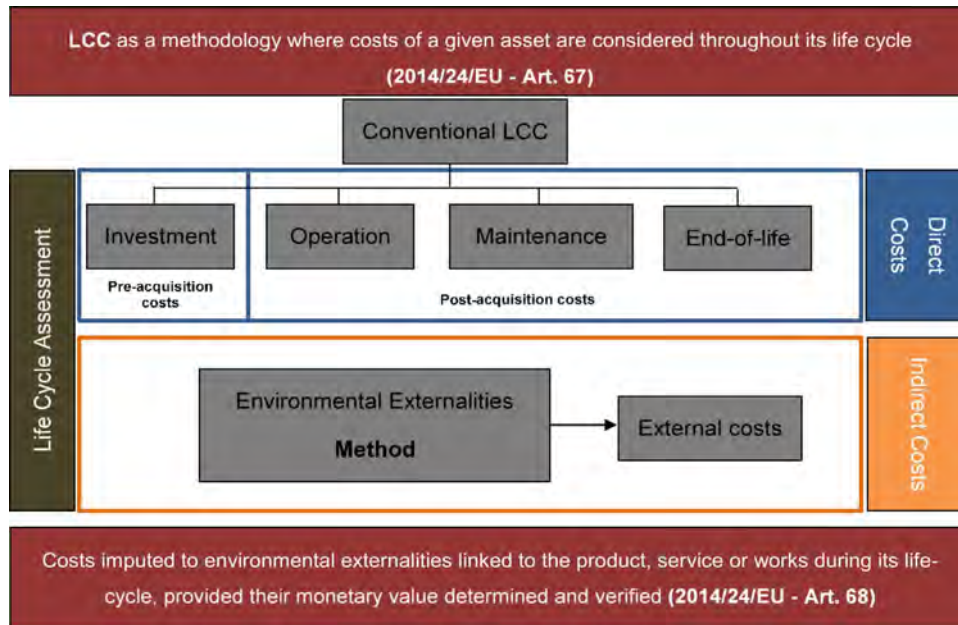 LCC as a methodology where costs of a given asset are considered throughout its life cycle
(2014/24/EU - Art. 67)
Conventional LCC
Life Cycle Assessment
Investment
Operation
Maintenance
End-of-life
Pre-acquisition
costs
Post-acquisition costs
Direct
Costs
Environmental Externalities
Method
External costs
Indirect Costs
Costs imputed to environmental externalities linked to the product, service or works during its life-
cycle, provided their monetary value determined and verified (2014/24/EU - Art. 68)